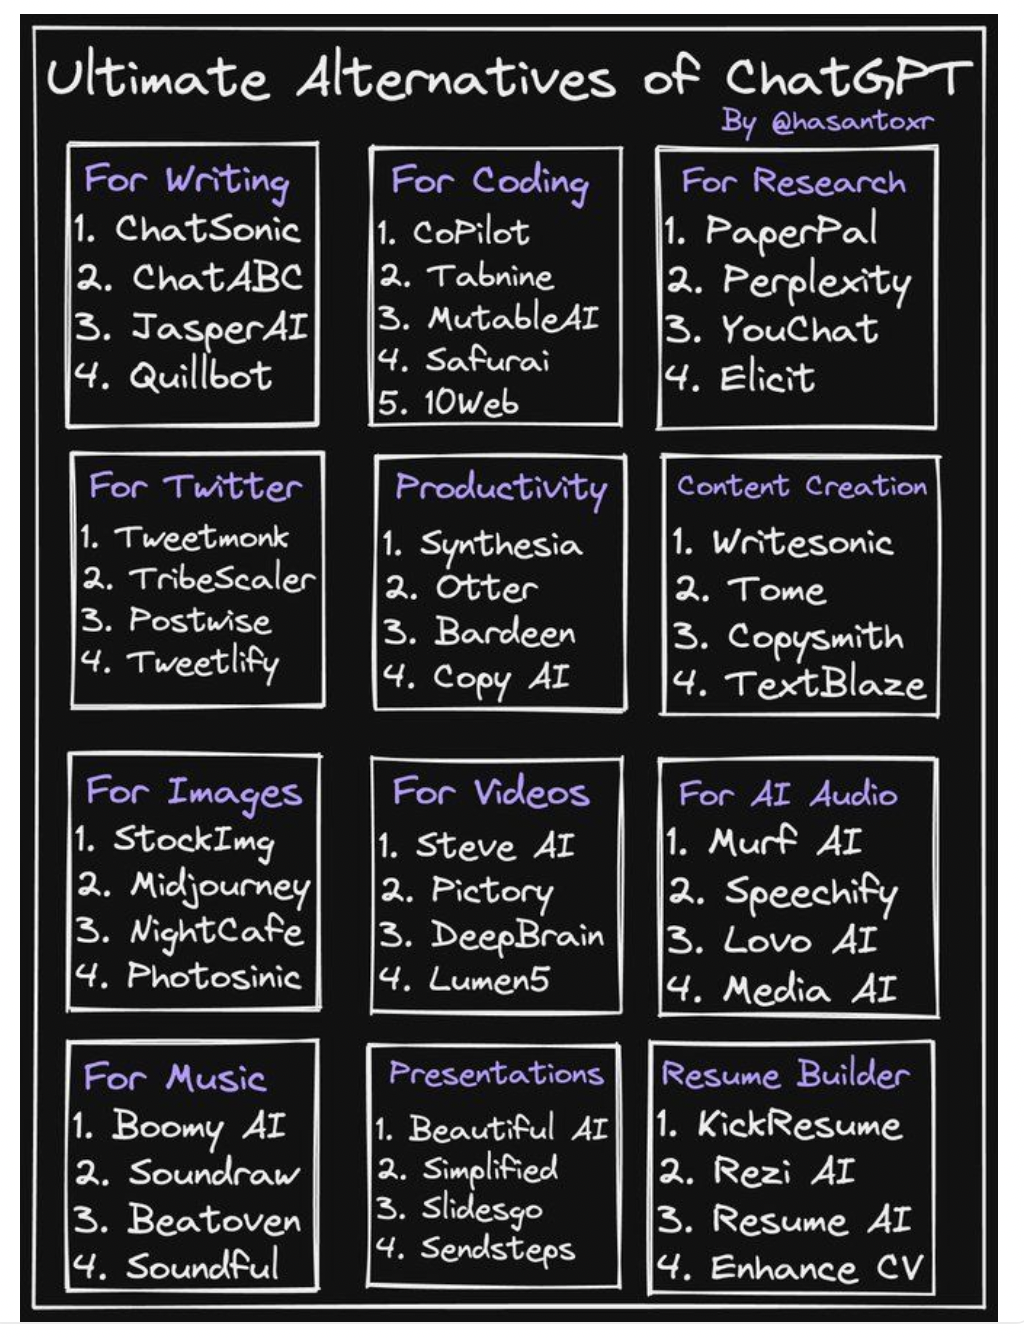 Ultimate Alternatives of ChatGPT
By @hasantoxr
For Writing
1. ChatSonic
2. ChatABC
3. JasperAI
4. Quillbot
For Coding
1. CoPilot
2. Tabnine
3. MutableAI
4. Safurai
5. 10Web
For Research
1. PaperPal
2. Perplexity
3. YouChat
4. Elicit
For Twitter
1. Tweetmonk
2. TribeScaler
3. Postwise
4. Tweetlify
Productivity
1. Synthesia
2. Otter
3. Bardeen
4. Copy AI
Content Creation
1. Writesonic
2. Tome
3. Copysmith
4. TextBlaze
For Images
1. StockImg
2. Midjourney
3. NightCafe
4. Photosinic
For Videos
1. Steve AI
2. Pictory
3. DeepBrain
4. Lumen5
For AI Audio
1. Murf AI
2. Speechify
3. Lovo AI
4. Media AI
For Music
1. Boomy AI
2. Soundraw
3. Beatoven
4. Soundful
Presentations
1. Beautiful AI
2. Simplified
3. Slidesgo
4. Sendsteps
Resume Builder
1. KickResume
2. Rezi AI
3. Resume AI
4. Enhance CV